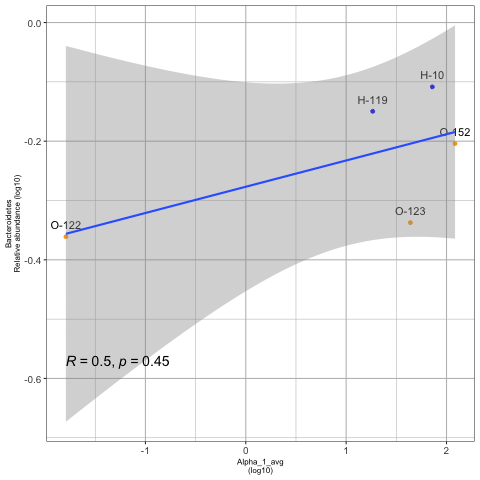 0.0
-0.2
-0.4
-0.6
Bacteroidetes
Relative abundance (log10)
H-10
H-119
O-152
O-123
O-122
R = 0.5, p = 0.45
-1
0
1
2
Alpha_1_avg
(log10)